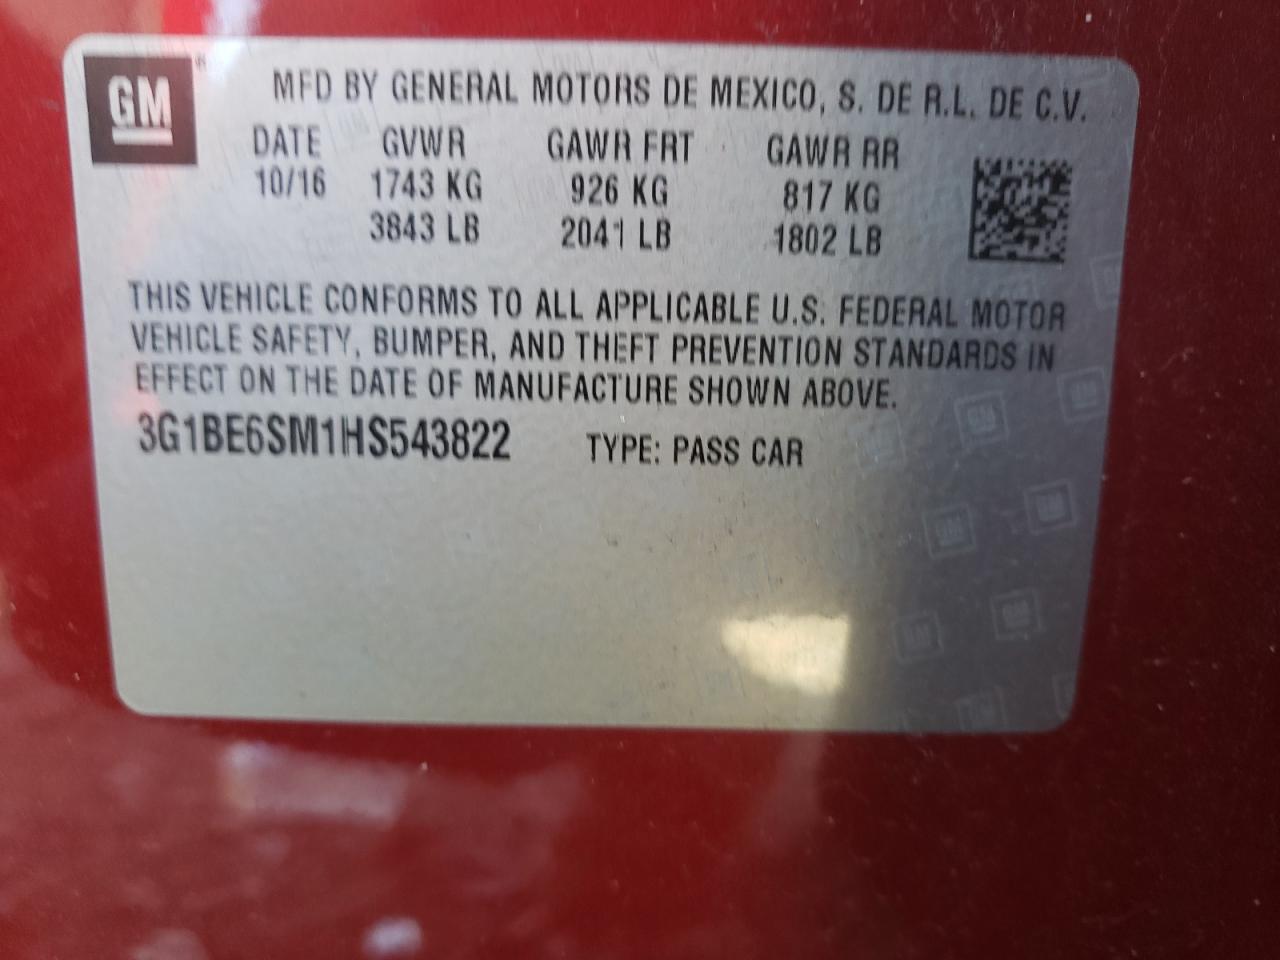 GM
MFD BY GENERAL MOTORS DE MEXICO, S. DE R.L. DE C.V.
DATE GVWR GAWR FRT GAWR RR
10/16 1743 KG 926 KG 817 KG
3843 LB 2041 LB 1802 LB
THIS VEHICLE CONFORMS TO ALL APPLICABLE U.S. FEDERAL MOTOR
VEHICLE SAFETY, BUMPER, AND THEFT PREVENTION STANDARDS IN
EFFECT ON THE DATE OF MANUFACTURE SHOWN ABOVE.
3G1BE6SM1HS543822 TYPE: PASS CAR